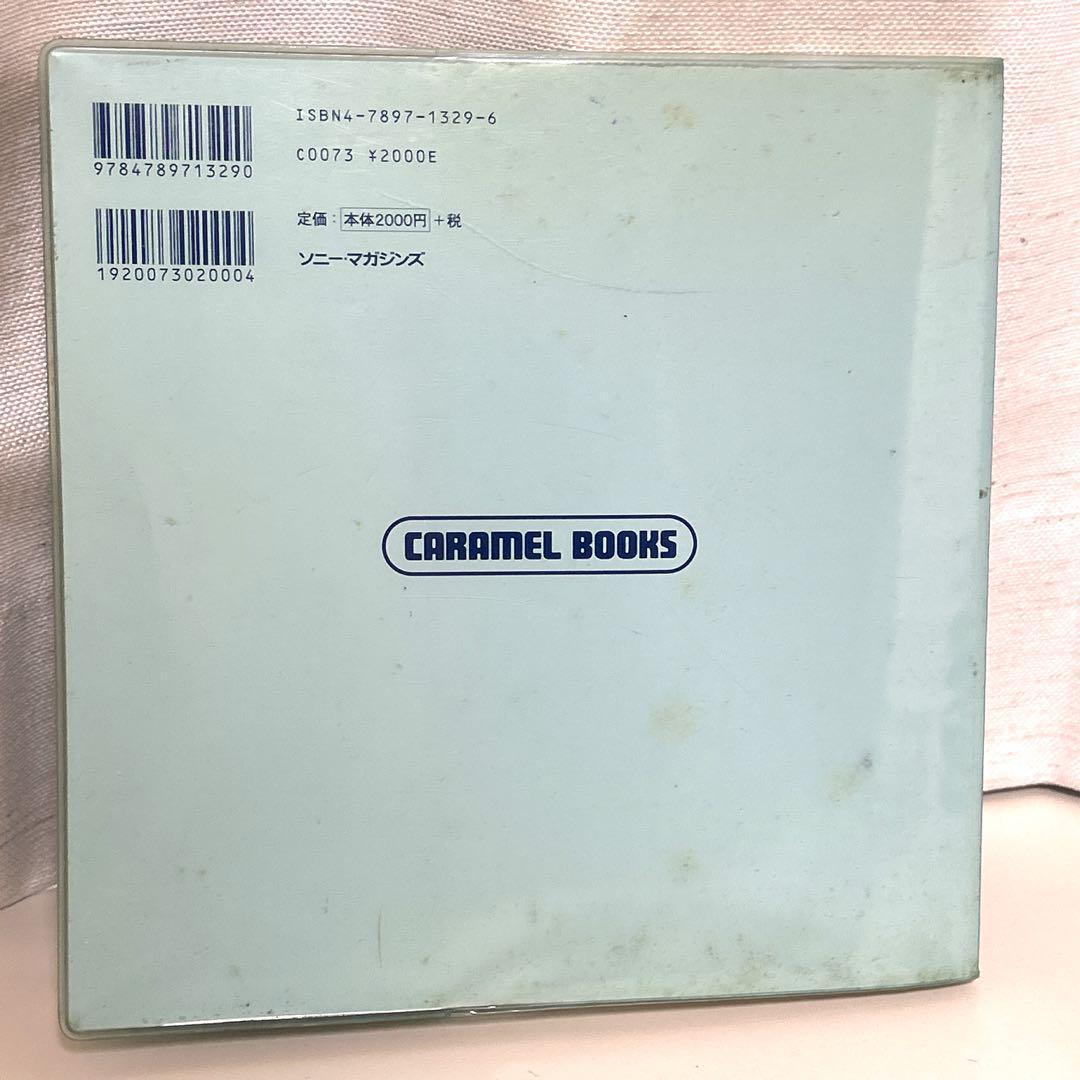 ISBN4-7897-1329-6
C0073 ¥2000E
9784789713290
定価：本体2000円+税
ソニー・マガジンズ
1920073020004
CARAMEL BOOKS